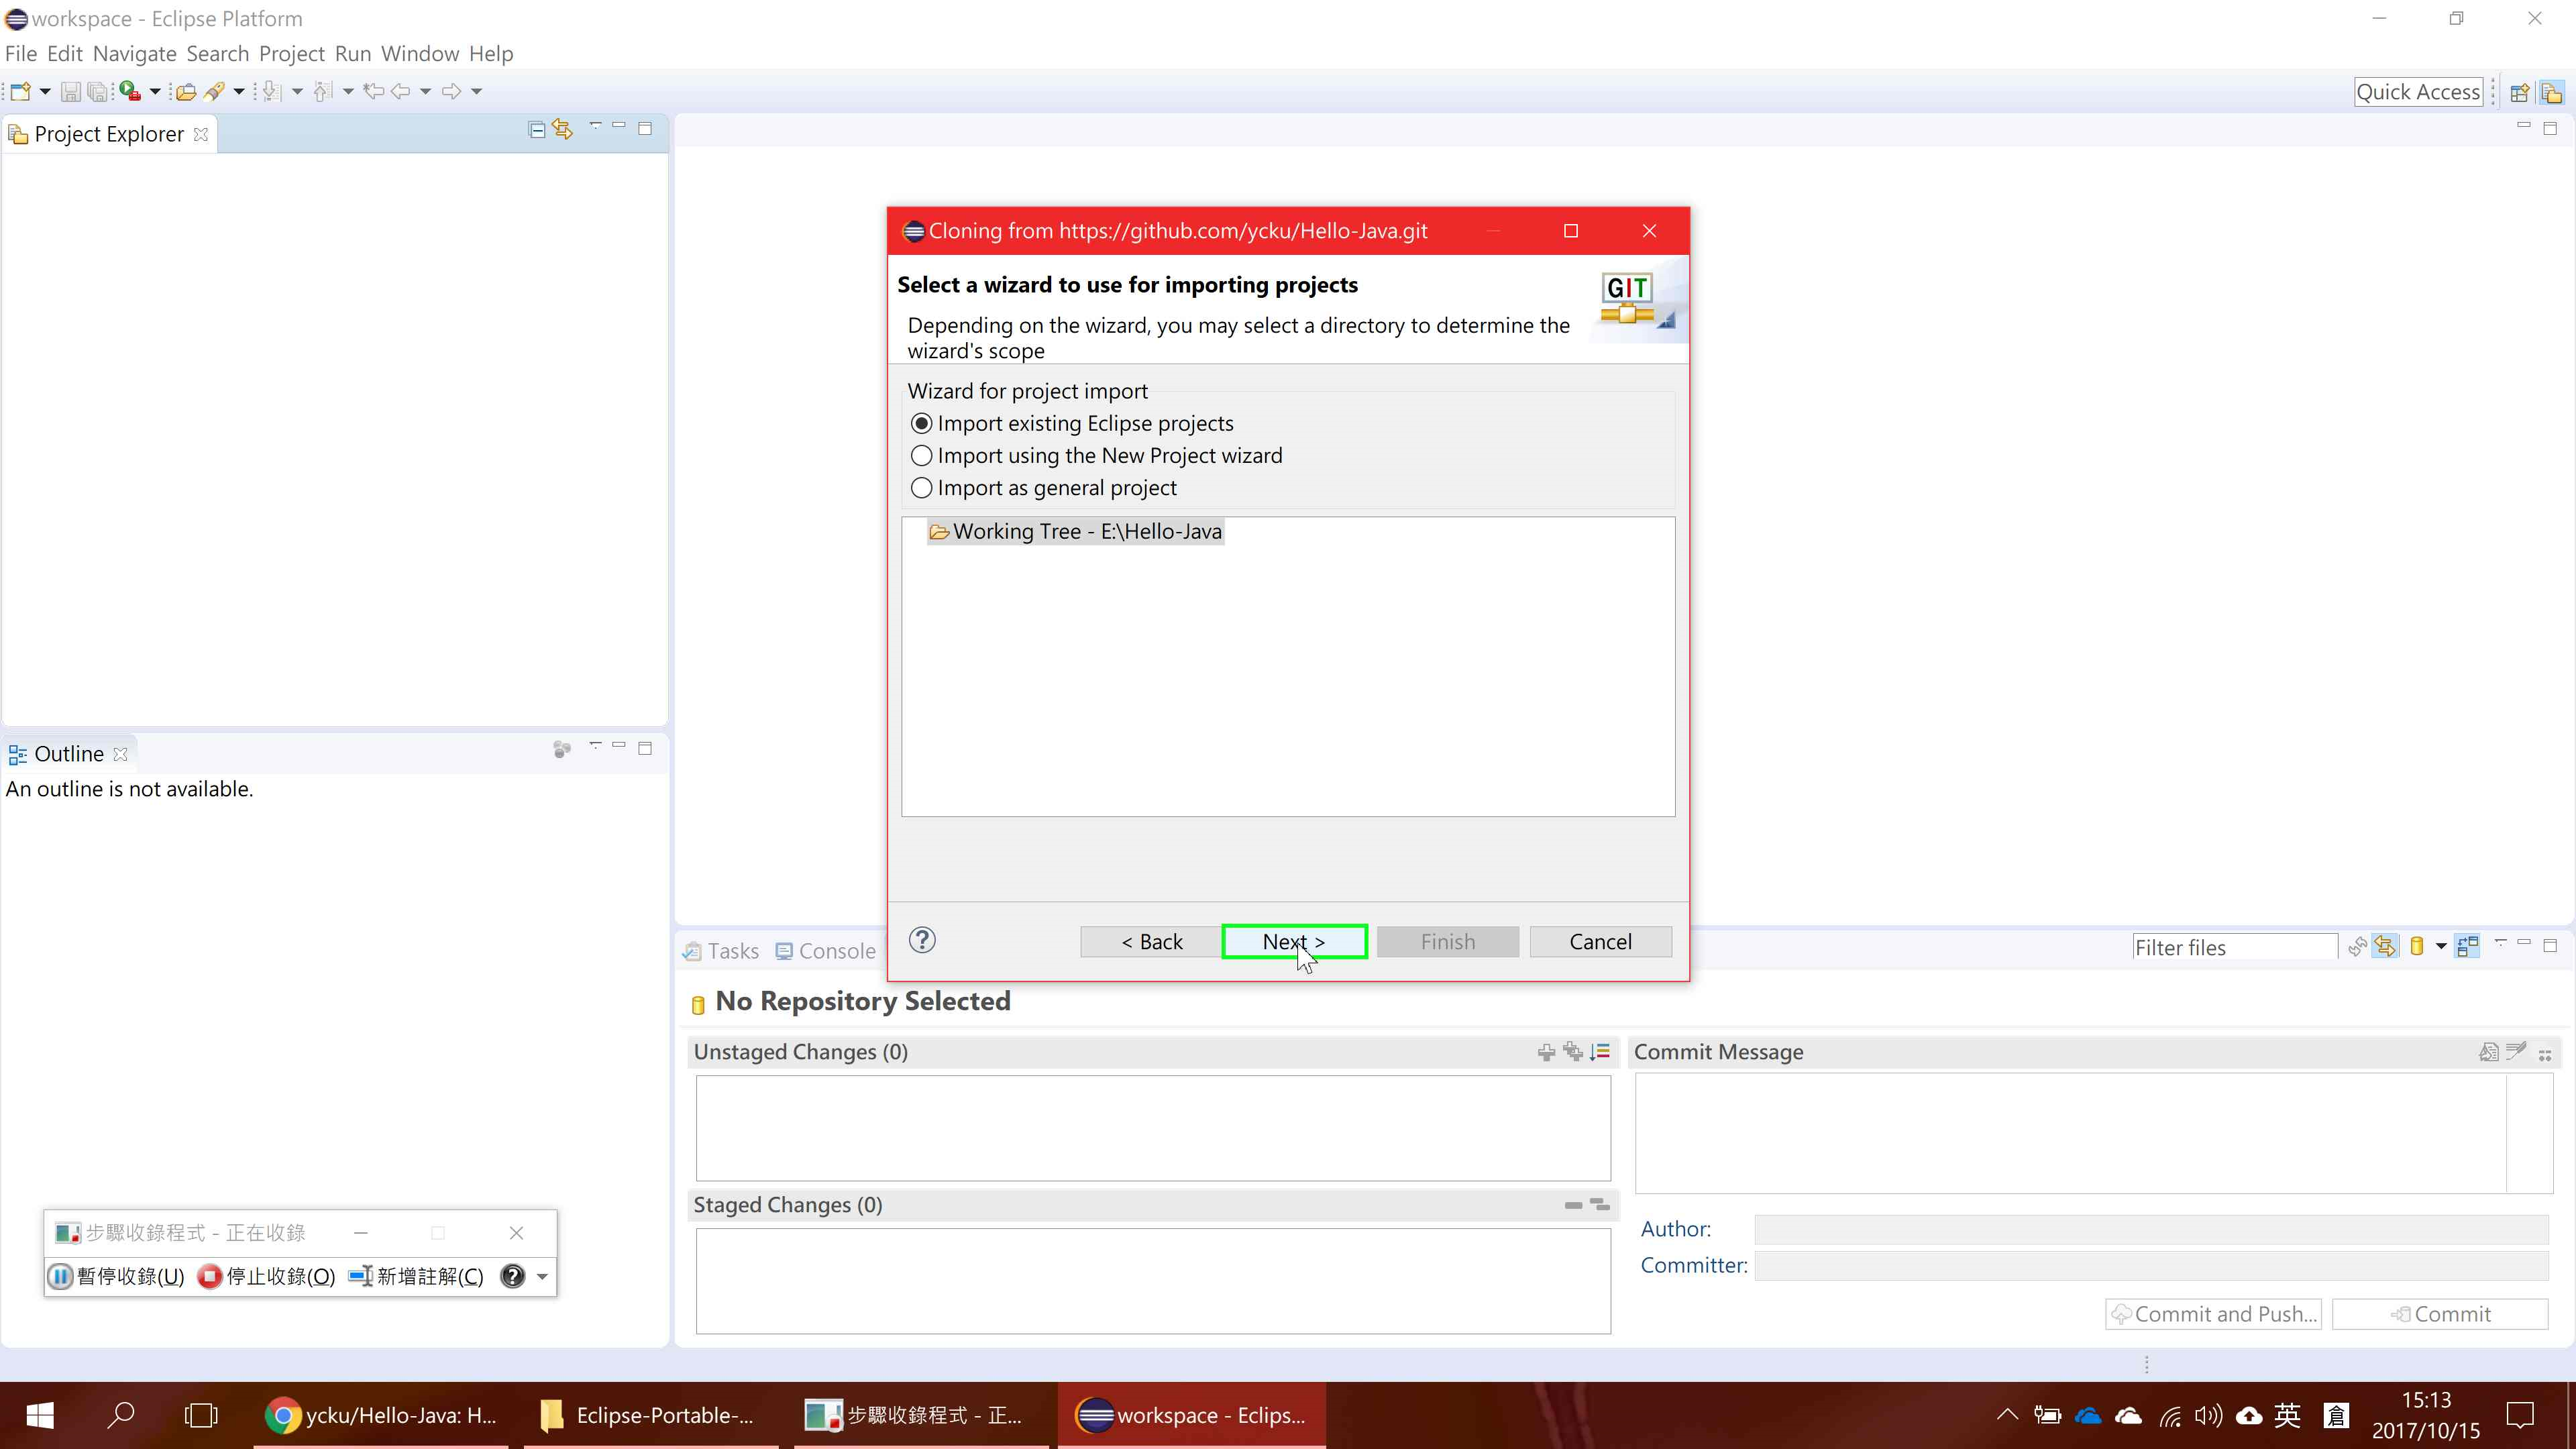 workspace - Eclipse Platform
File Edit Navigate Search Project Run Window Help
Quick Access
Project Explorer
Cloning from https://github.com/ycku/Hello-Java.git
Select a wizard to use for importing projects
Depending on the wizard, you may select a directory to determine the
wizard's scope
GIT
Wizard for project import
Import existing Eclipse projects
Import using the New Project wizard
Import as general project
Working Tree - E:\Hello-Java
< Back
Next >
Finish
Cancel
Outline
An outline is not available.
Tasks
Console
Filter files
No Repository Selected
Unstaged Changes (0)
Commit Message
Staged Changes (0)
Author:
Committer:
Commit and Push...
Commit
步驟收錄程式 - 正在收錄
暫停收錄(U)
停止收錄(O)
新增註解(C)
ycku/Hello-Java: H...
Eclipse-Portable-...
步驟收錄程式 - 正...
workspace - Eclips...
英
倉
15:13
2017/10/15